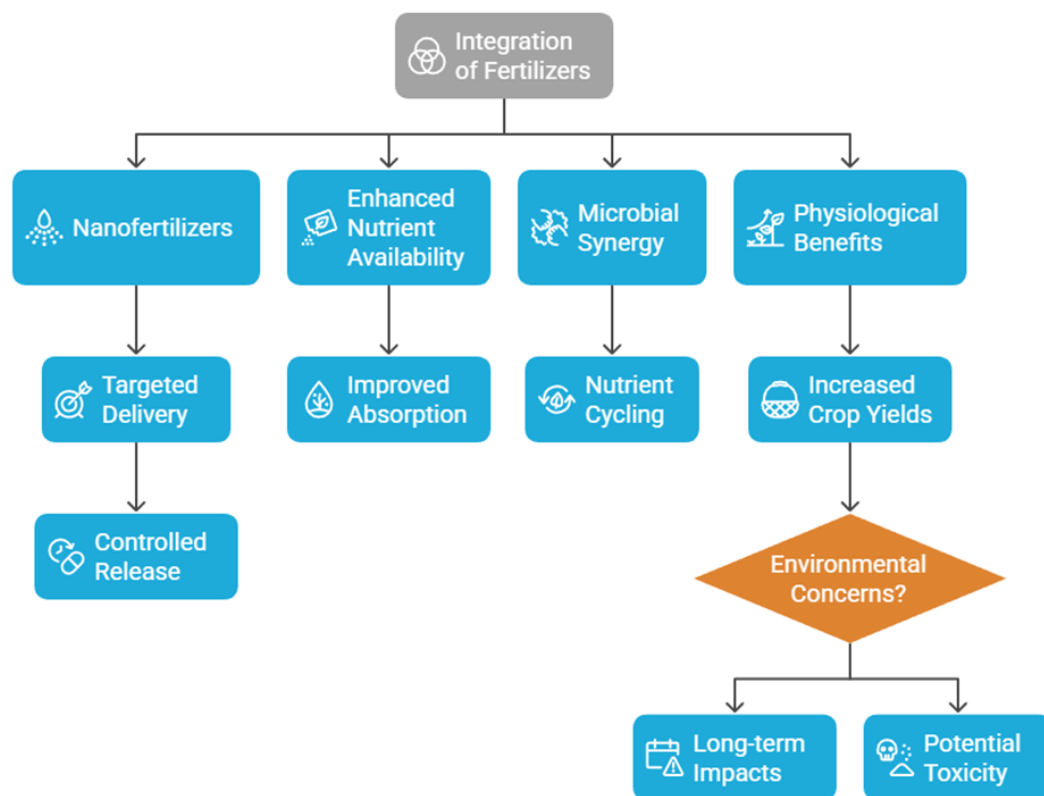 Integration
of Fertilizers
Nanofertilizers
Enhanced
Nutrient
Availability
Microbial
Synergy
Physiological
Benefits
Targeted
Delivery
Improved
Absorption
Nutrient
Cycling
Increased
Crop Yields
Controlled
Release
Environmental
Concerns?
Long-term
Impacts
Potential
Toxicity